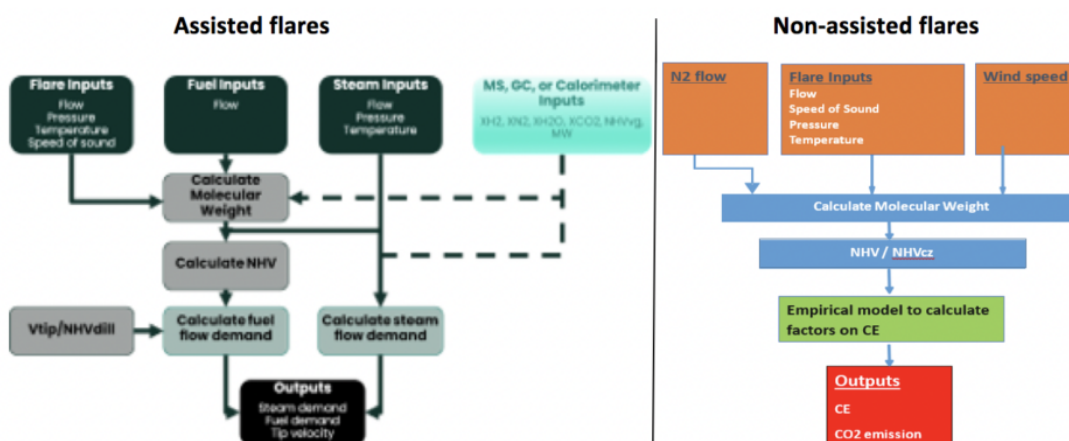 Assisted flares
Flare Inputs
Flow
Pressure
Temperature
Speed of sound
Fuel Inputs
Flow
Steam Inputs
Flow
Pressure
Temperature
MS, GC, or Calorimeter
Inputs
XH2, XN2, XH2O, XCO2, NHVvg,
MW
Calculate
Molecular
Weight
Calculate NHV
Vtip/NHVdill
Calculate fuel
flow demand
Calculate steam
flow demand
Outputs
Steam demand
Fuel demand
Tip velocity
Non-assisted flares
N2 flow
Flare Inputs
Flow
Speed of Sound
Pressure
Temperature
Wind speed
Calculate Molecular Weight
NHV / NHVcz
Empirical model to calculate
factors on CE
Outputs
CE
CO2 emission